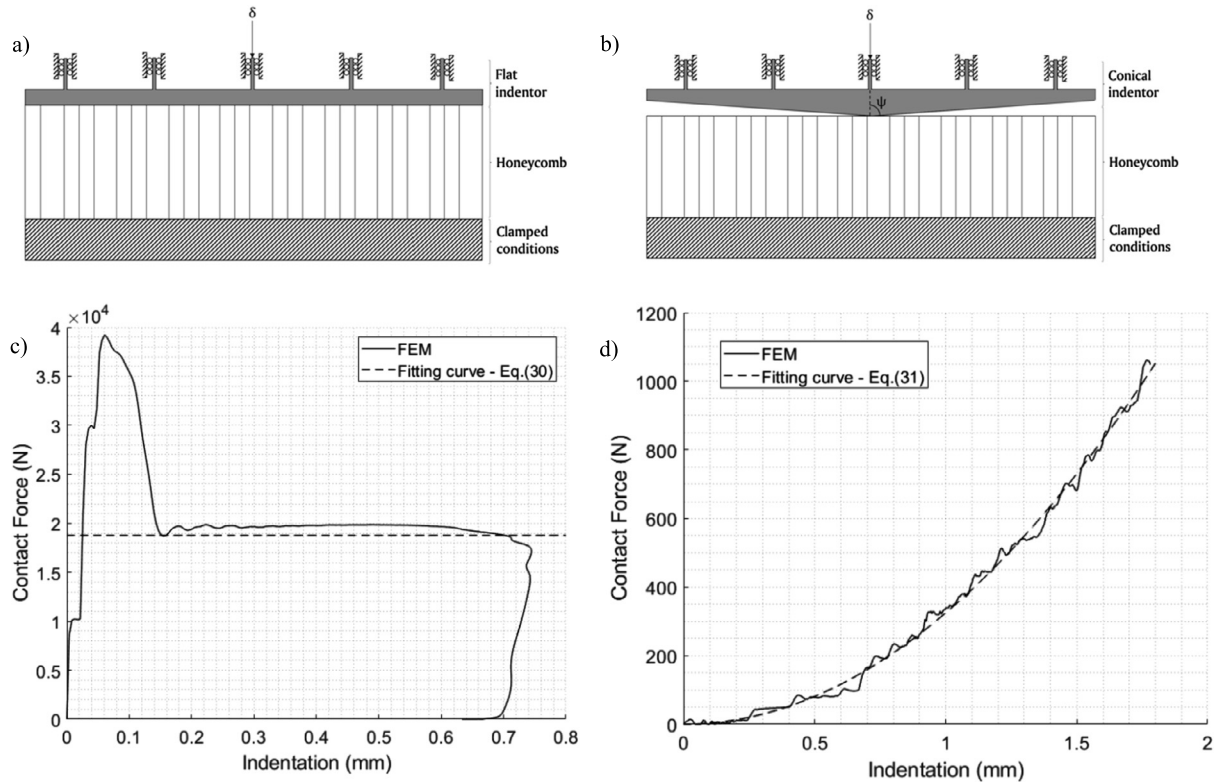 a)
δ
Flat
indentor
Honeycomb
Clamped
conditions
b)
δ
ψ
Conical
indentor
Honeycomb
Clamped
conditions
c)
×10⁴
4
3.5
3
2.5
2
1.5
1
0.5
0
Contact Force (N)
FEM
Fitting curve - Eq.(30)
0 0.1 0.2 0.3 0.4 0.5 0.6 0.7 0.8
Indentation (mm)
d)
1200
1000
800
600
400
200
0
Contact Force (N)
FEM
Fitting curve - Eq.(31)
0 0.5 1 1.5 2
Indentation (mm)